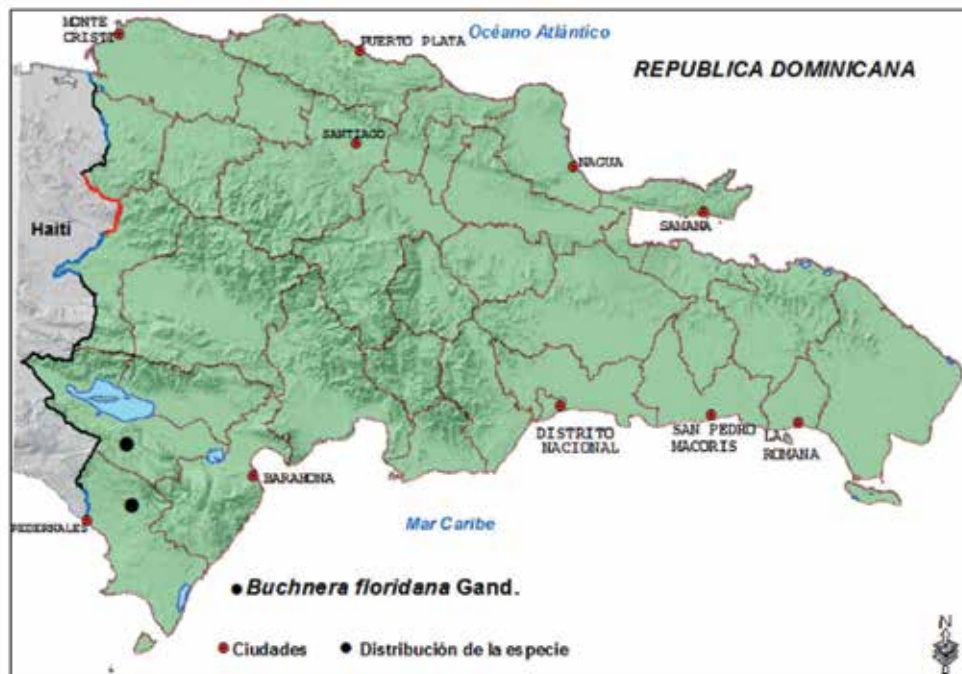 MONTE
CRISTI
PUERTO PLATA
Océano Atlántico
REPUBLICA DOMINICANA
SANTIAGO
NAGUA
SAMANA
Haití
DISTRITO
NACIONAL
SAN PEDRO
MACORIS
LA
ROMANA
BARAHONA
PEDERNALES
Mar Caribe
Buchnera floridana Gand.
Ciudades
Distribución de la especie
N